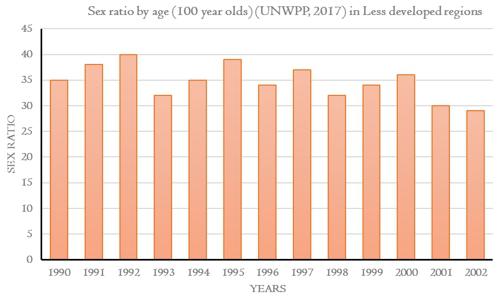 Sex ratio by age (100 year olds) (UNWPP, 2017) in Less developed regions
45
40
35
30
25
20
15
10
5
0
SEX RATIO
1990 1991 1992 1993 1994 1995 1996 1997 1998 1999 2000 2001 2002
YEARS